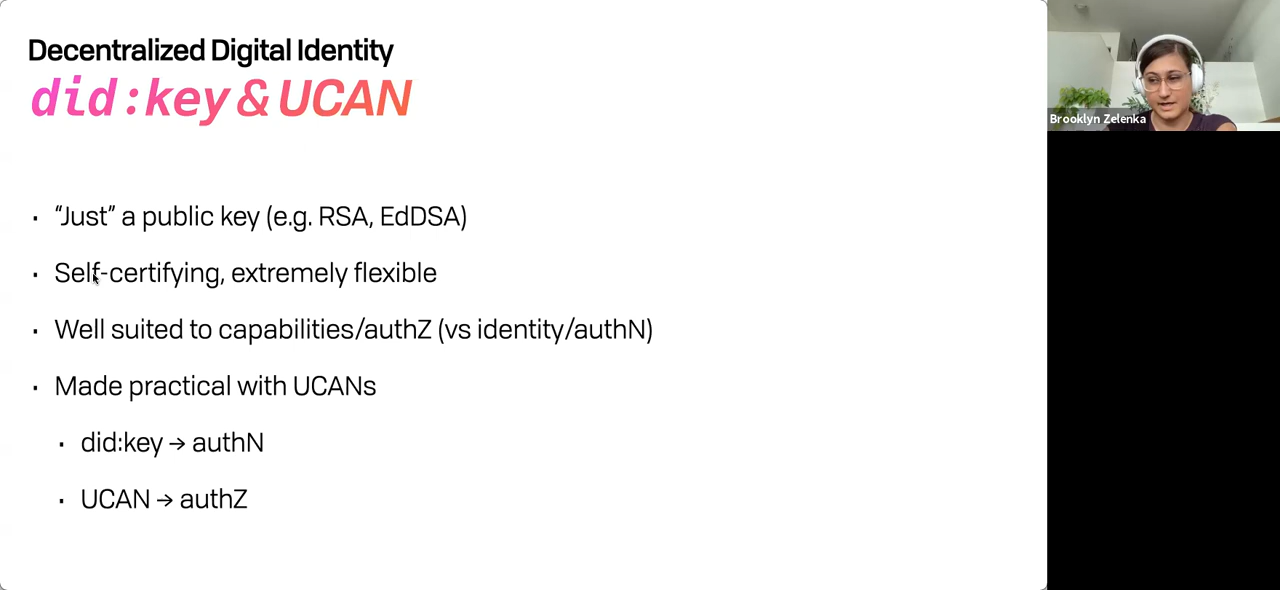 Decentralized Digital Identity
did:key & UCAN
Brooklyn Zelenka
· “Just” a public key (e.g. RSA, EdDSA)
· Self-certifying, extremely flexible
· Well suited to capabilities/authZ (vs identity/authN)
· Made practical with UCANs
· did:key → authN
· UCAN → authZ